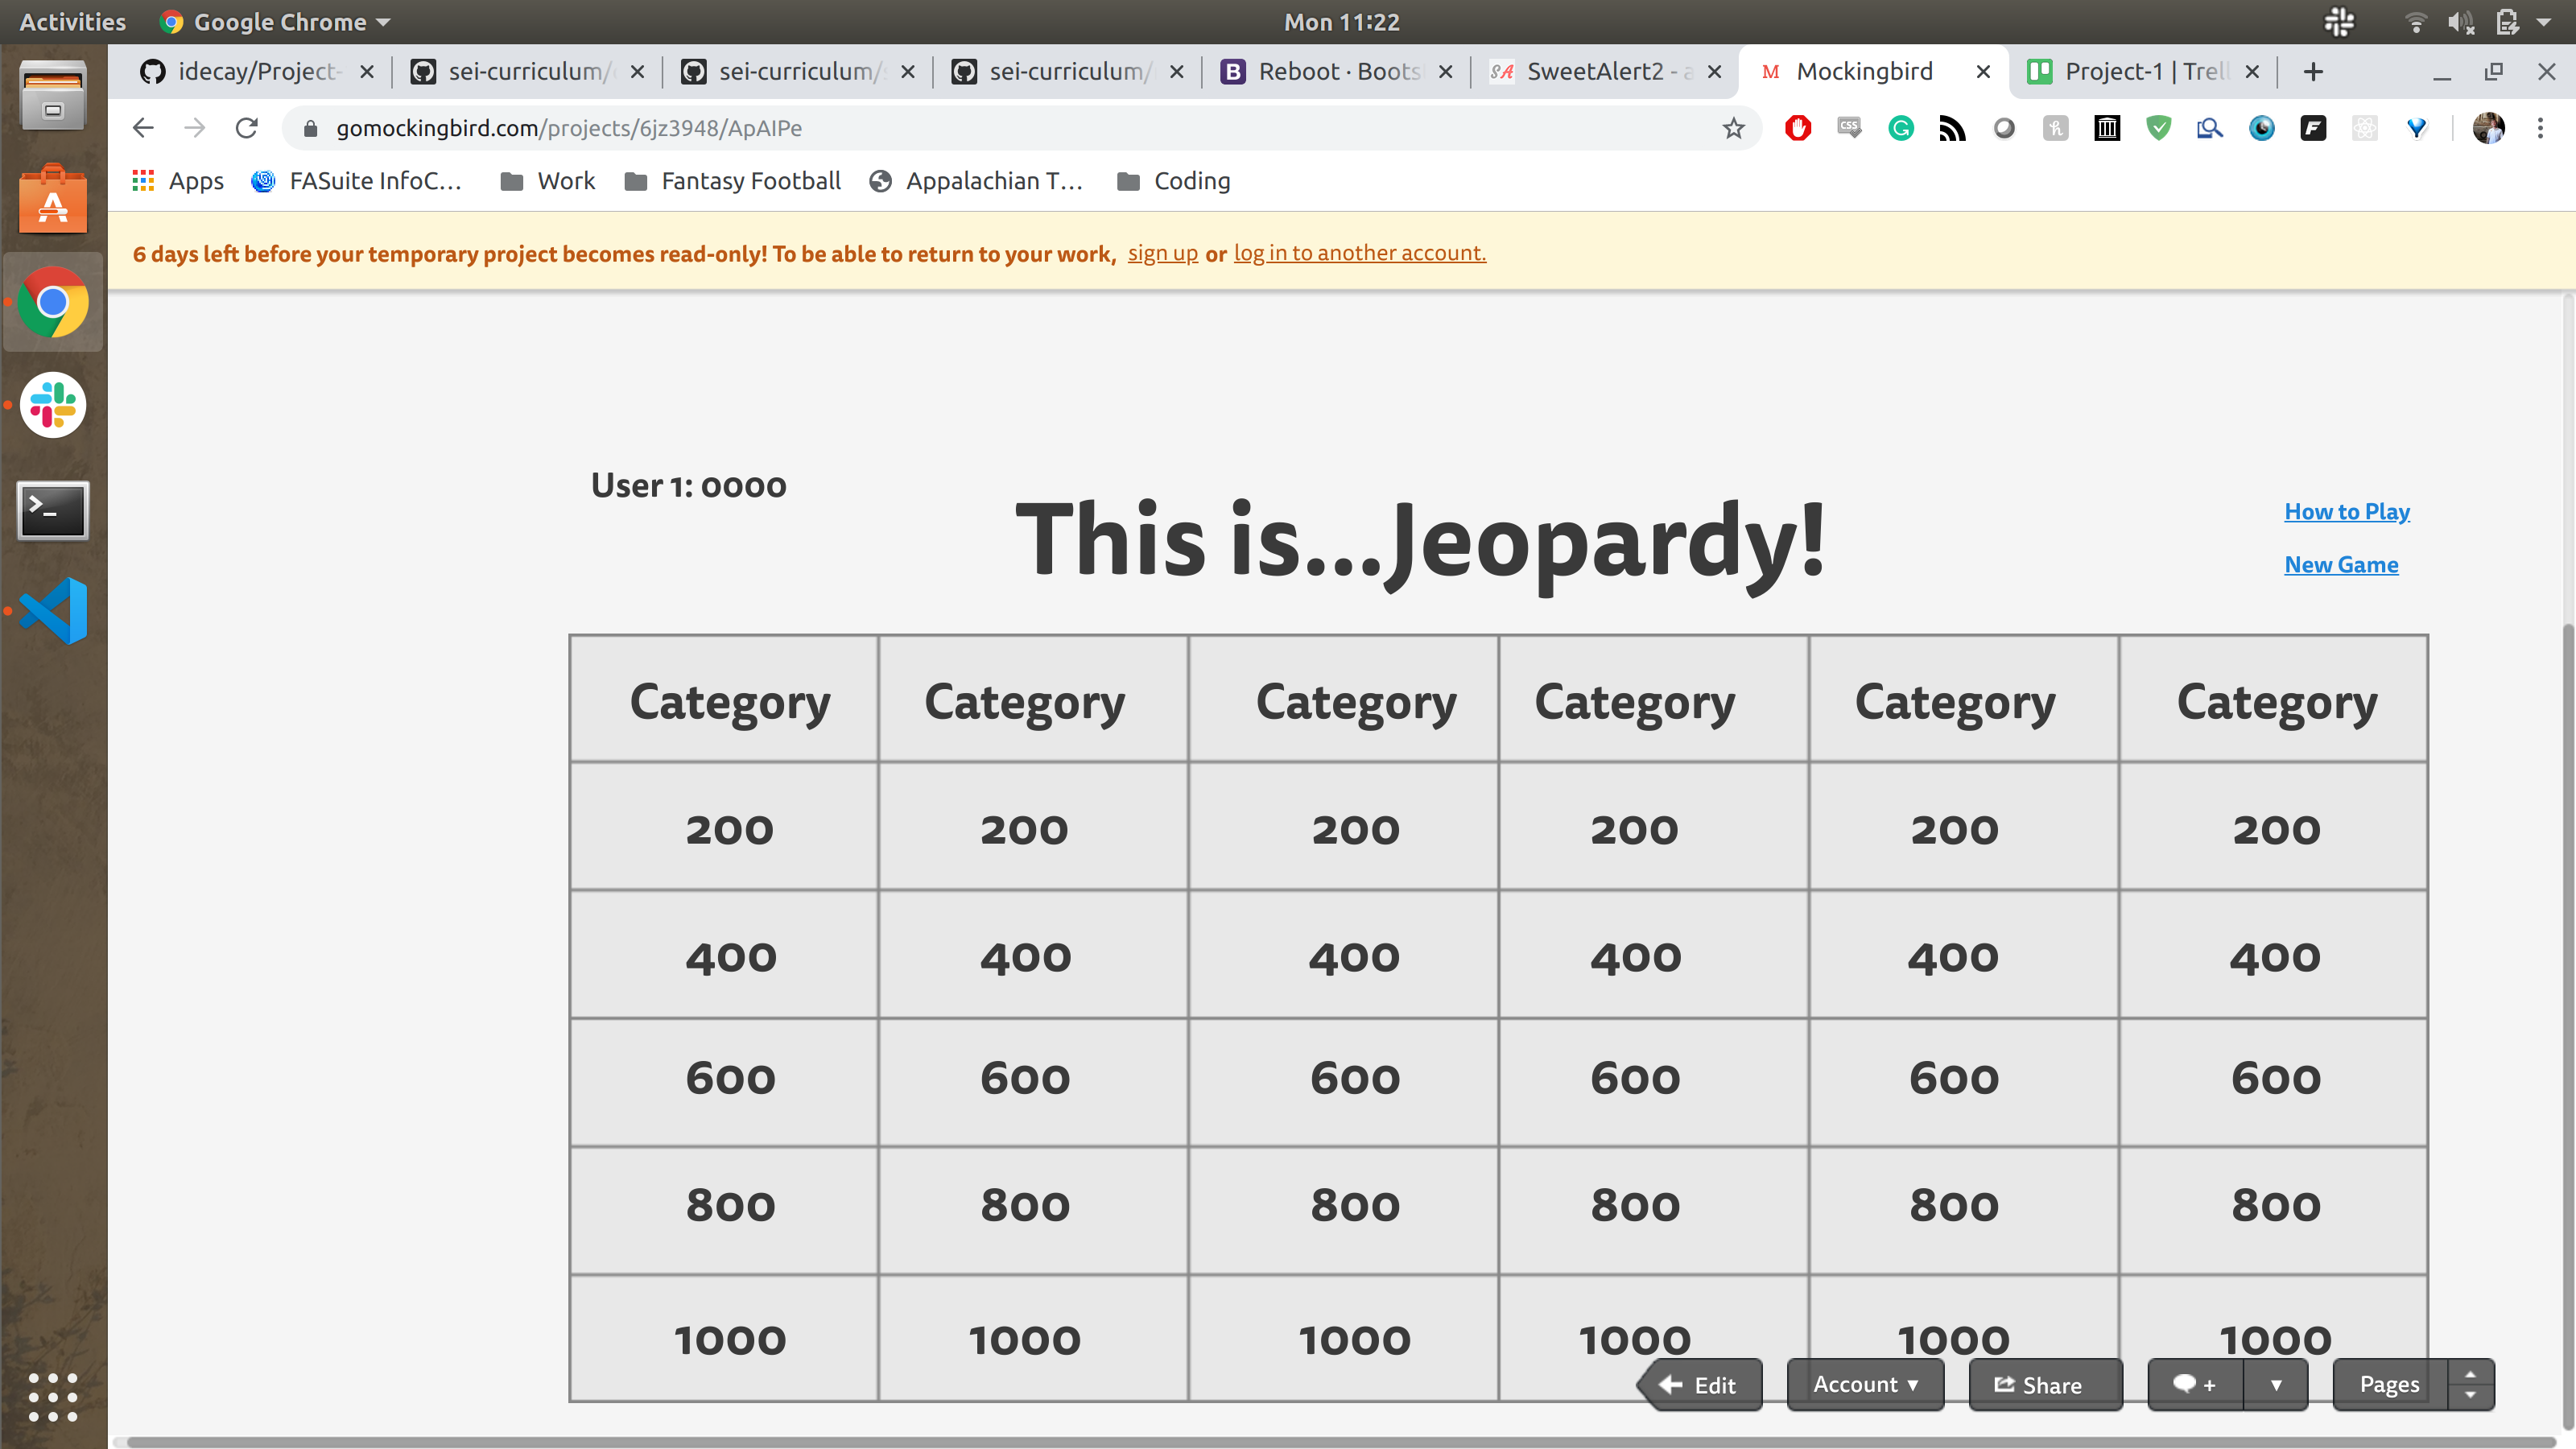 Activities Google Chrome Mon 11:22
idecay/Project- sei-curriculum/ sei-curriculum/ sei-curriculum/ Reboot · Boots SweetAlert2 - a Mockingbird Project-1 | Trell
gomockingbird.com/projects/6jz3948/ApAIPe
Apps FASuite InfoC... Work Fantasy Football Appalachian T... Coding
6 days left before your temporary project becomes read-only! To be able to return to your work, sign up or log in to another account.
User 1: 0000
This is...Jeopardy!
How to Play
New Game
Category Category Category Category Category Category
200 200 200 200 200 200
400 400 400 400 400 400
600 600 600 600 600 600
800 800 800 800 800 800
1000 1000 1000 1000 1000 1000
Edit Account Share + Pages